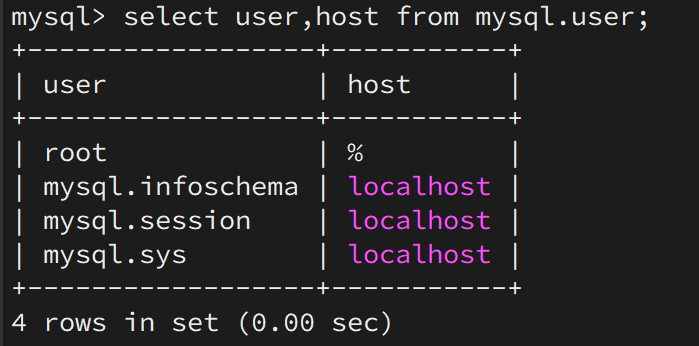 mysql> select user,host from mysql.user;
+------------------+-----------+
| user             | host      |
+------------------+-----------+
| root             | %         |
| mysql.infoschema | localhost |
| mysql.session    | localhost |
| mysql.sys        | localhost |
+------------------+-----------+
4 rows in set (0.00 sec)